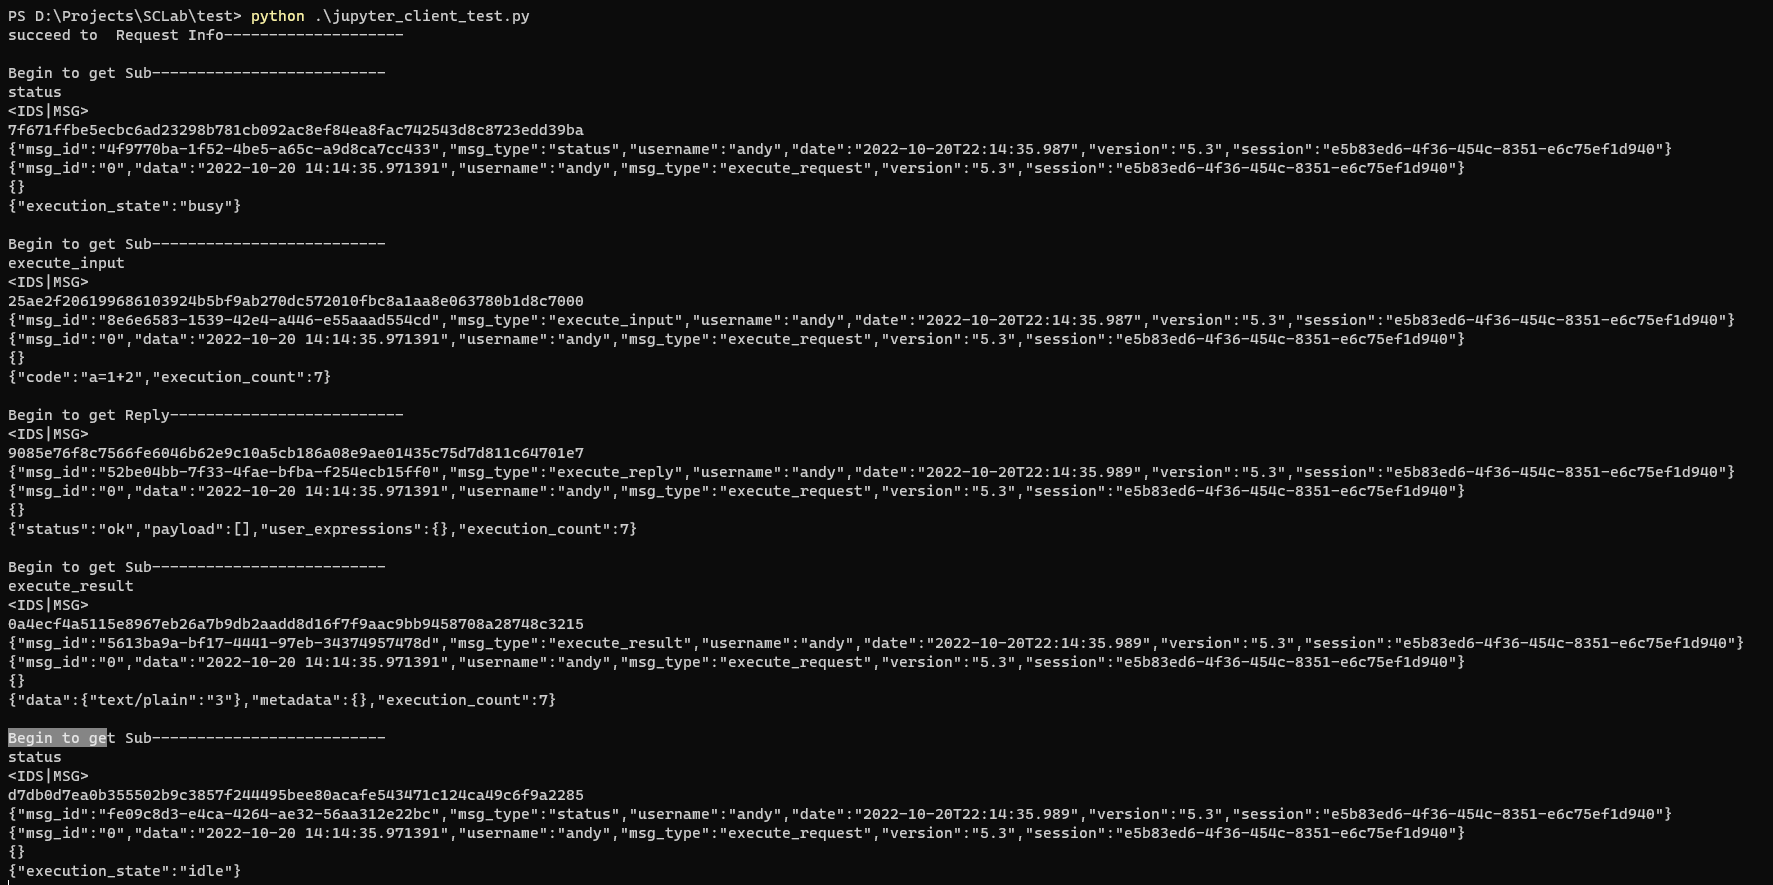 PS D:\Projects\SCLab\test> python .\jupyter_client_test.py
succeed to  Request Info--------------------
Begin to get Sub--------------------------
status
<IDS|MSG>
7f671ffbe5ecbc6ad23298b781cb092ac8ef84ea8fac742543d8c8723edd39ba
{"msg_id":"4f9770ba-1f52-4be5-a65c-a9d8ca7cc433","msg_type":"status","username":"andy","date":"2022-10-20T22:14:35.987","version":"5.3","session":"e5b83ed6-4f36-454c-8351-e6c75ef1d940"}
{"msg_id":"0","data":"2022-10-20 14:14:35.971391","username":"andy","msg_type":"execute_request","version":"5.3","session":"e5b83ed6-4f36-454c-8351-e6c75ef1d940"}
{}
{"execution_state":"busy"}
Begin to get Sub--------------------------
execute_input
<IDS|MSG>
25ae2f206199686103924b5bf9ab270dc572010fbc8a1aa8e063780b1d8c7000
{"msg_id":"8e6e6583-1539-42e4-a446-e55aaad554cd","msg_type":"execute_input","username":"andy","date":"2022-10-20T22:14:35.987","version":"5.3","session":"e5b83ed6-4f36-454c-8351-e6c75ef1d940"}
{"msg_id":"0","data":"2022-10-20 14:14:35.971391","username":"andy","msg_type":"execute_request","version":"5.3","session":"e5b83ed6-4f36-454c-8351-e6c75ef1d940"}
{}
{"code":"a=1+2","execution_count":7}
Begin to get Reply--------------------------
<IDS|MSG>
9085e76f8c7566fe6046b62e9c10a5cb186a08e9ae01435c75d7d811c64701e7
{"msg_id":"52be04bb-7f33-4fae-bfba-f254ecb15ff0","msg_type":"execute_reply","username":"andy","date":"2022-10-20T22:14:35.989","version":"5.3","session":"e5b83ed6-4f36-454c-8351-e6c75ef1d940"}
{"msg_id":"0","data":"2022-10-20 14:14:35.971391","username":"andy","msg_type":"execute_request","version":"5.3","session":"e5b83ed6-4f36-454c-8351-e6c75ef1d940"}
{}
{"status":"ok","payload":[],"user_expressions":{},"execution_count":7}
Begin to get Sub--------------------------
execute_result
<IDS|MSG>
0a4ecf4a5115e8967eb26a7b9db2aadd8d16f7f9aac9bb9458708a28748c3215
{"msg_id":"5613ba9a-bf17-4441-97eb-34374957478d","msg_type":"execute_result","username":"andy","date":"2022-10-20T22:14:35.989","version":"5.3","session":"e5b83ed6-4f36-454c-8351-e6c75ef1d940"}
{"msg_id":"0","data":"2022-10-20 14:14:35.971391","username":"andy","msg_type":"execute_request","version":"5.3","session":"e5b83ed6-4f36-454c-8351-e6c75ef1d940"}
{}
{"data":{"text/plain":"3"},"metadata":{},"execution_count":7}
Begin to get Sub--------------------------
status
<IDS|MSG>
d7db0d7ea0b355502b9c3857f244495bee80acafe543471c124ca49c6f9a2285
{"msg_id":"fe09c8d3-e4ca-4264-ae32-56aa312e22bc","msg_type":"status","username":"andy","date":"2022-10-20T22:14:35.989","version":"5.3","session":"e5b83ed6-4f36-454c-8351-e6c75ef1d940"}
{"msg_id":"0","data":"2022-10-20 14:14:35.971391","username":"andy","msg_type":"execute_request","version":"5.3","session":"e5b83ed6-4f36-454c-8351-e6c75ef1d940"}
{}
{"execution_state":"idle"}